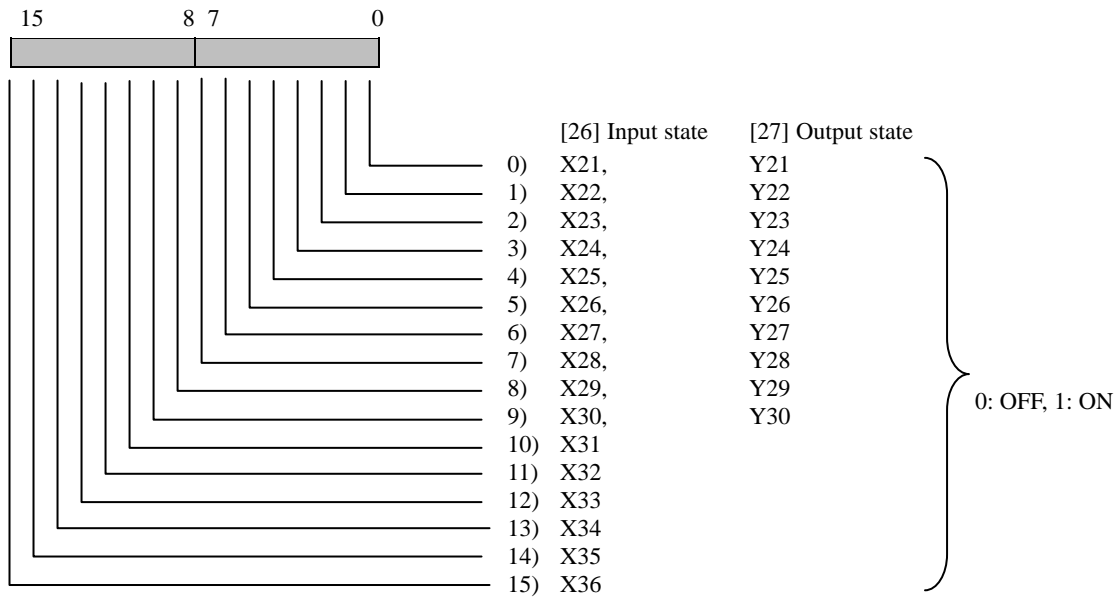 15 8 7 0
[26] Input state [27] Output state
0) X21, Y21
1) X22, Y22
2) X23, Y23
3) X24, Y24
4) X25, Y25
5) X26, Y26
6) X27, Y27
7) X28, Y28
8) X29, Y29
9) X30, Y30
0: OFF, 1: ON
10) X31
11) X32
12) X33
13) X34
14) X35
15) X36